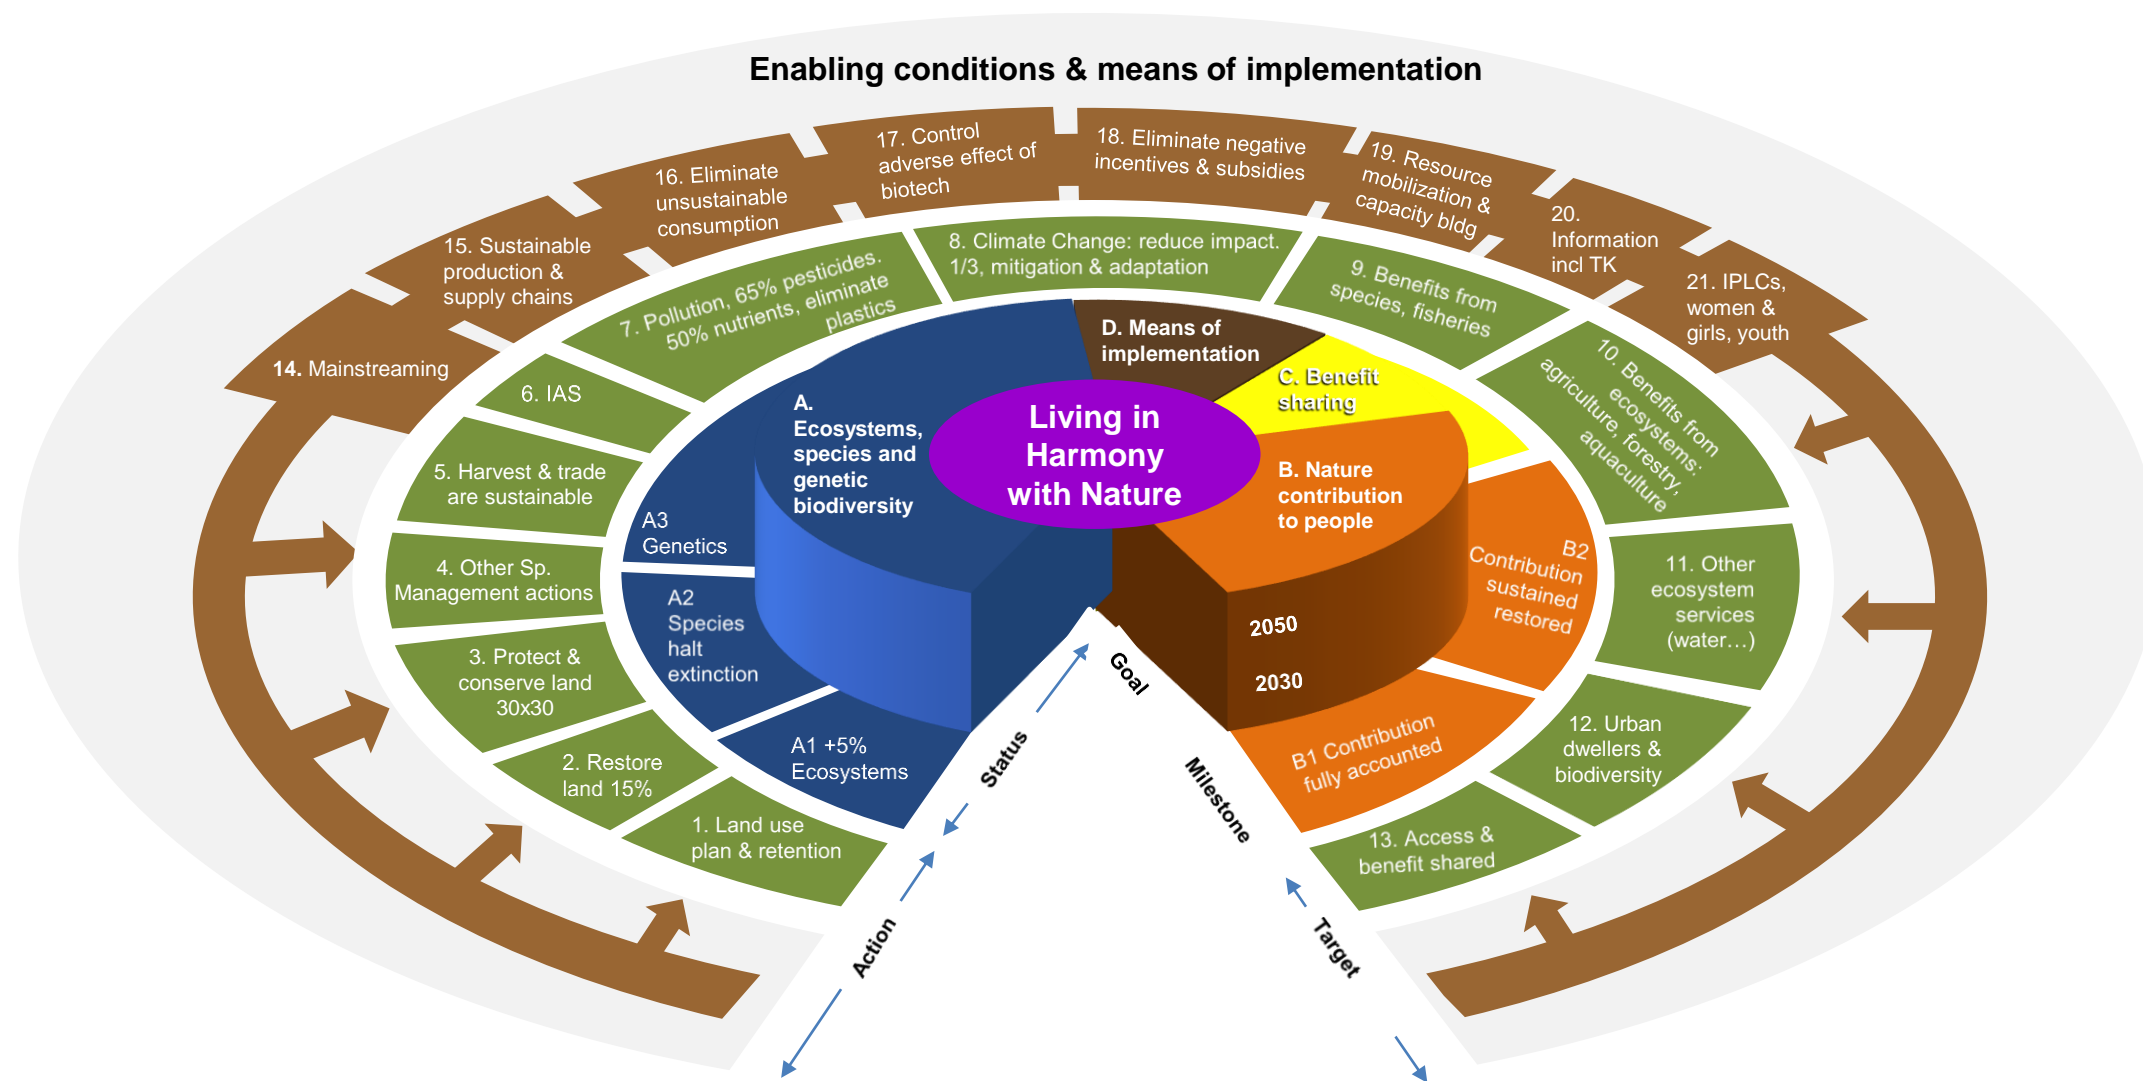 Enabling conditions & means of implementation
14. Mainstreaming
15. Sustainable
production &
supply chains
16. Eliminate
unsustainable
consumption
17. Control
adverse effect of
biotech
18. Eliminate negative
incentives & subsidies
19. Resource
mobilization &
capacity bldg
20.
Information
incl TK
21. IPLCs,
women &
girls, youth
1. Land use
plan & retention
2. Restore
land 15%
3. Protect &
conserve land
30x30
4. Other Sp.
Management actions
5. Harvest & trade
are sustainable
6. IAS
7. Pollution, 65% pesticides.
50% nutrients, eliminate
plastics
8. Climate Change: reduce impact.
1/3, mitigation & adaptation
9. Benefits from
species, fisheries
10. Benefits from
ecosystems:
agriculture, forestry,
aquaculture
11. Other
ecosystem
services
(water…)
12. Urban
dwellers &
biodiversity
13. Access &
benefit shared
A.
Ecosystems,
species and
genetic
biodiversity
D. Means of
implementation
C. Benefit
sharing
B. Nature
contribution
to people
Living in
Harmony
with Nature
A3
Genetics
A2
Species
halt
extinction
A1 +5%
Ecosystems
B2
Contribution
sustained
restored
B1 Contribution
fully accounted
2050
2030
Goal
Status
Milestone
Action
Target